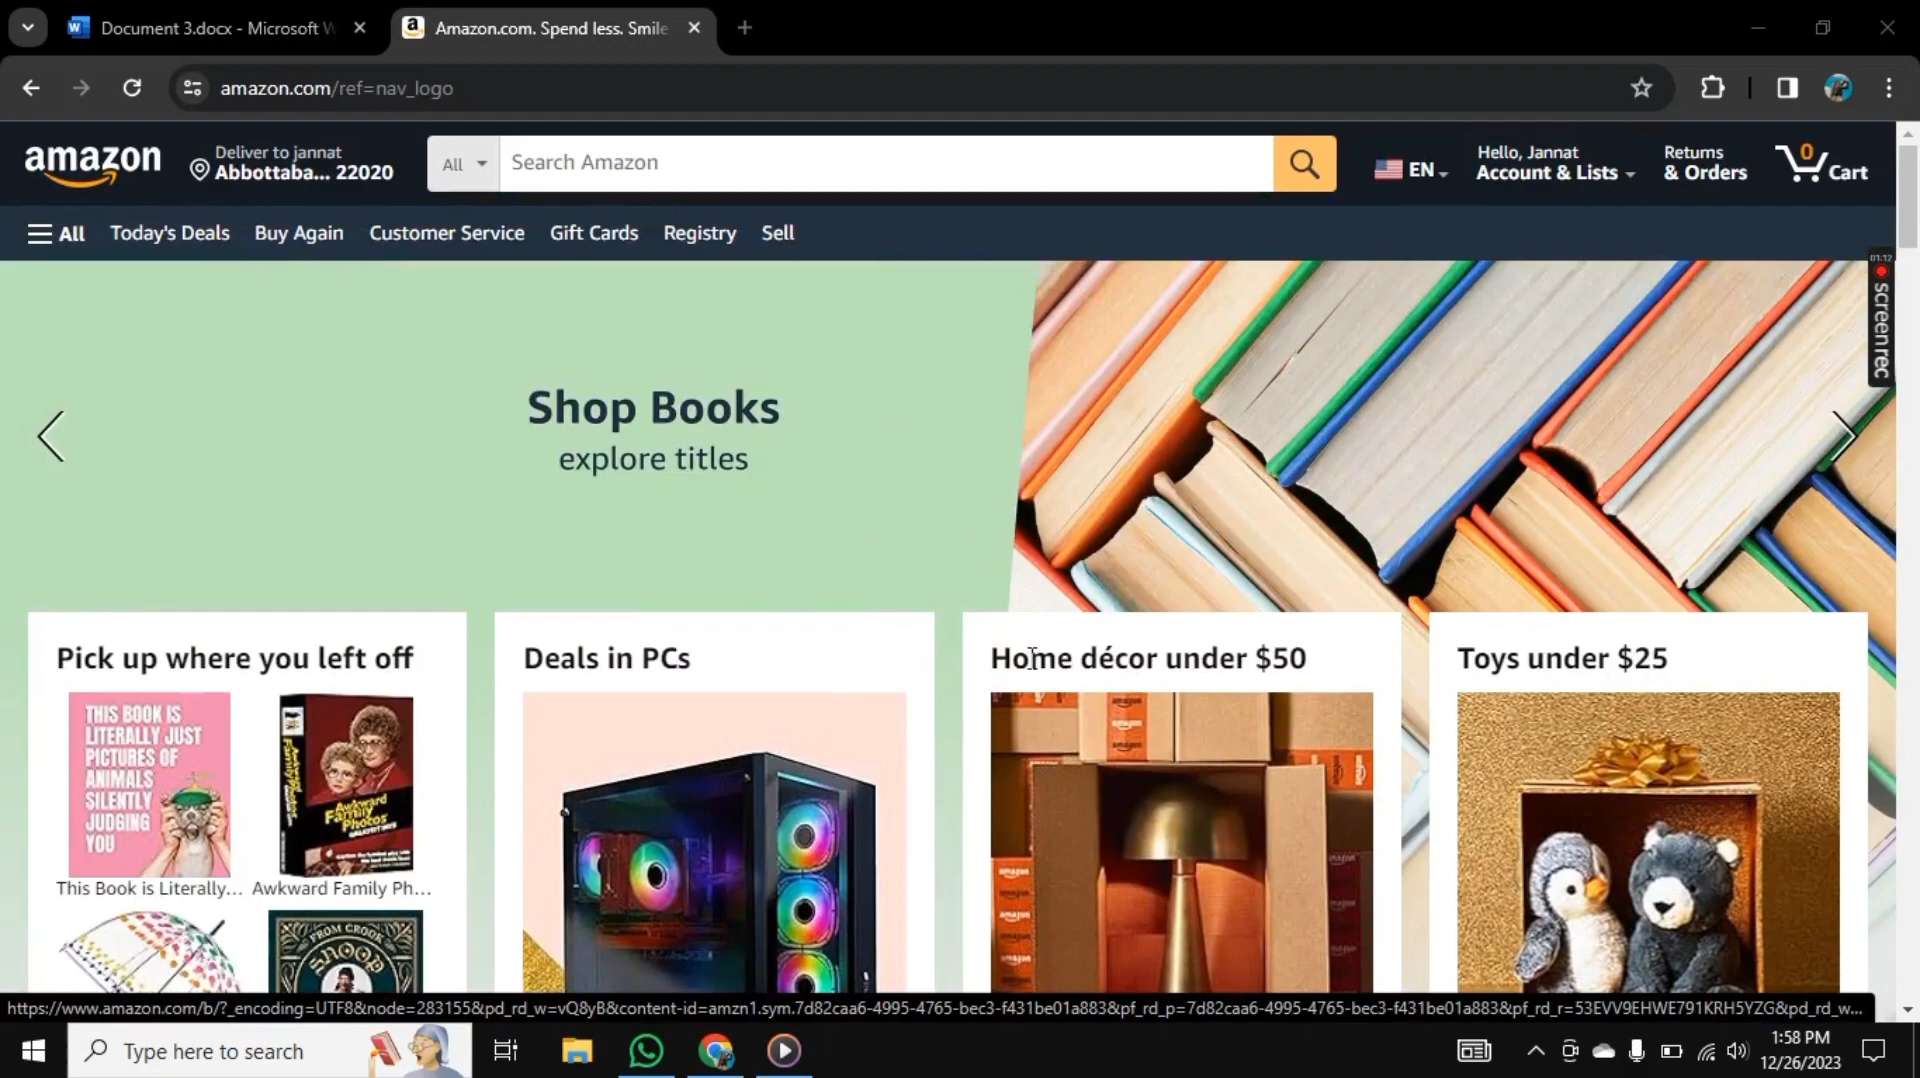 Document 3.docx - Microsoft W
Amazon.com. Spend less. Smile
amazon.com/ref=nav_logo
amazon
Deliver to jannat
Abbottaba... 22020
All
Search Amazon
EN
Hello, Jannat
Account & Lists
Returns
& Orders
0
Cart
All
Today's Deals
Buy Again
Customer Service
Gift Cards
Registry
Sell
01:12
screenrec
Shop Books
explore titles
Pick up where you left off
Deals in PCs
Home décor under $50
Toys under $25
THIS BOOK IS
LITERALLY JUST
PICTURES OF
ANIMALS
SILENTLY
JUDGING
YOU
Awkward
Family
Photos
This Book is Literally...
Awkward Family Ph...
FROM CROOK
SNOOP
amazon
amazon
amazon
amazon
amazon
https://www.amazon.com/b/?_encoding=UTF8&node=283155&pd_rd_w=vQ8yB&content-id=amzn1.sym.7d82caa6-4995-4765-bec3-f431be01a883&pf_rd_p=7d82caa6-4995-4765-bec3-f431be01a883&pf_rd_r=53EVV9EHWE791KRH5YZG&pd_rd_w...
Type here to search
1:58 PM
12/26/2023